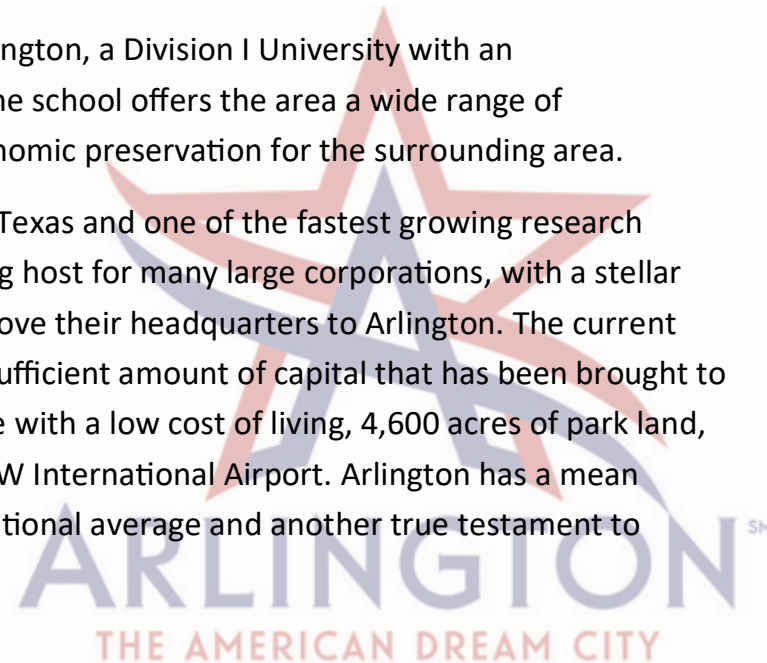 ngton, a Division I University with an
ne school offers the area a wide range of
nomic preservation for the surrounding area.
Texas and one of the fastest growing research
g host for many large corporations, with a stellar
ove their headquarters to Arlington. The current
ufficient amount of capital that has been brought to
e with a low cost of living, 4,600 acres of park land,
W International Airport. Arlington has a mean
tional average and another true testament to
ARLINGTON SM
THE AMERICAN DREAM CITY